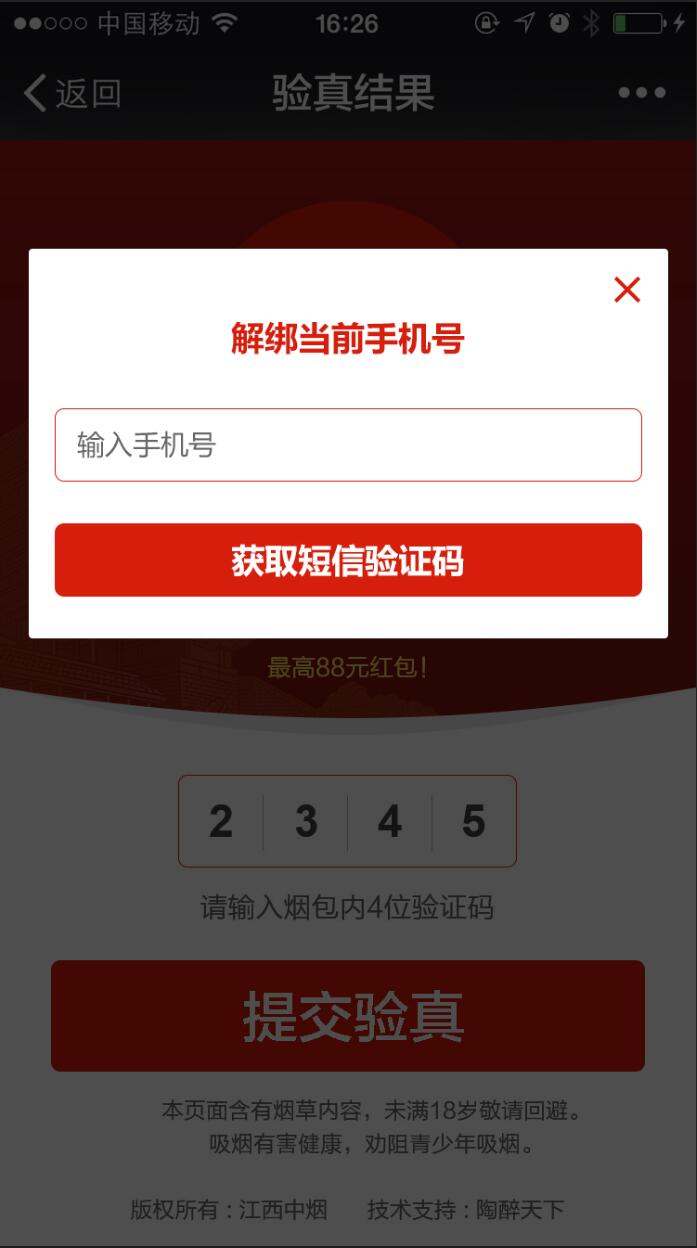 中国移动 16:26
返回 验真结果
解绑当前手机号
输入手机号
获取短信验证码
最高88元红包！
2 3 4 5
请输入烟包内4位验证码
提交验真
本页面含有烟草内容，未满18岁敬请回避。
吸烟有害健康，劝阻青少年吸烟。
版权所有：江西中烟 技术支持：陶醉天下